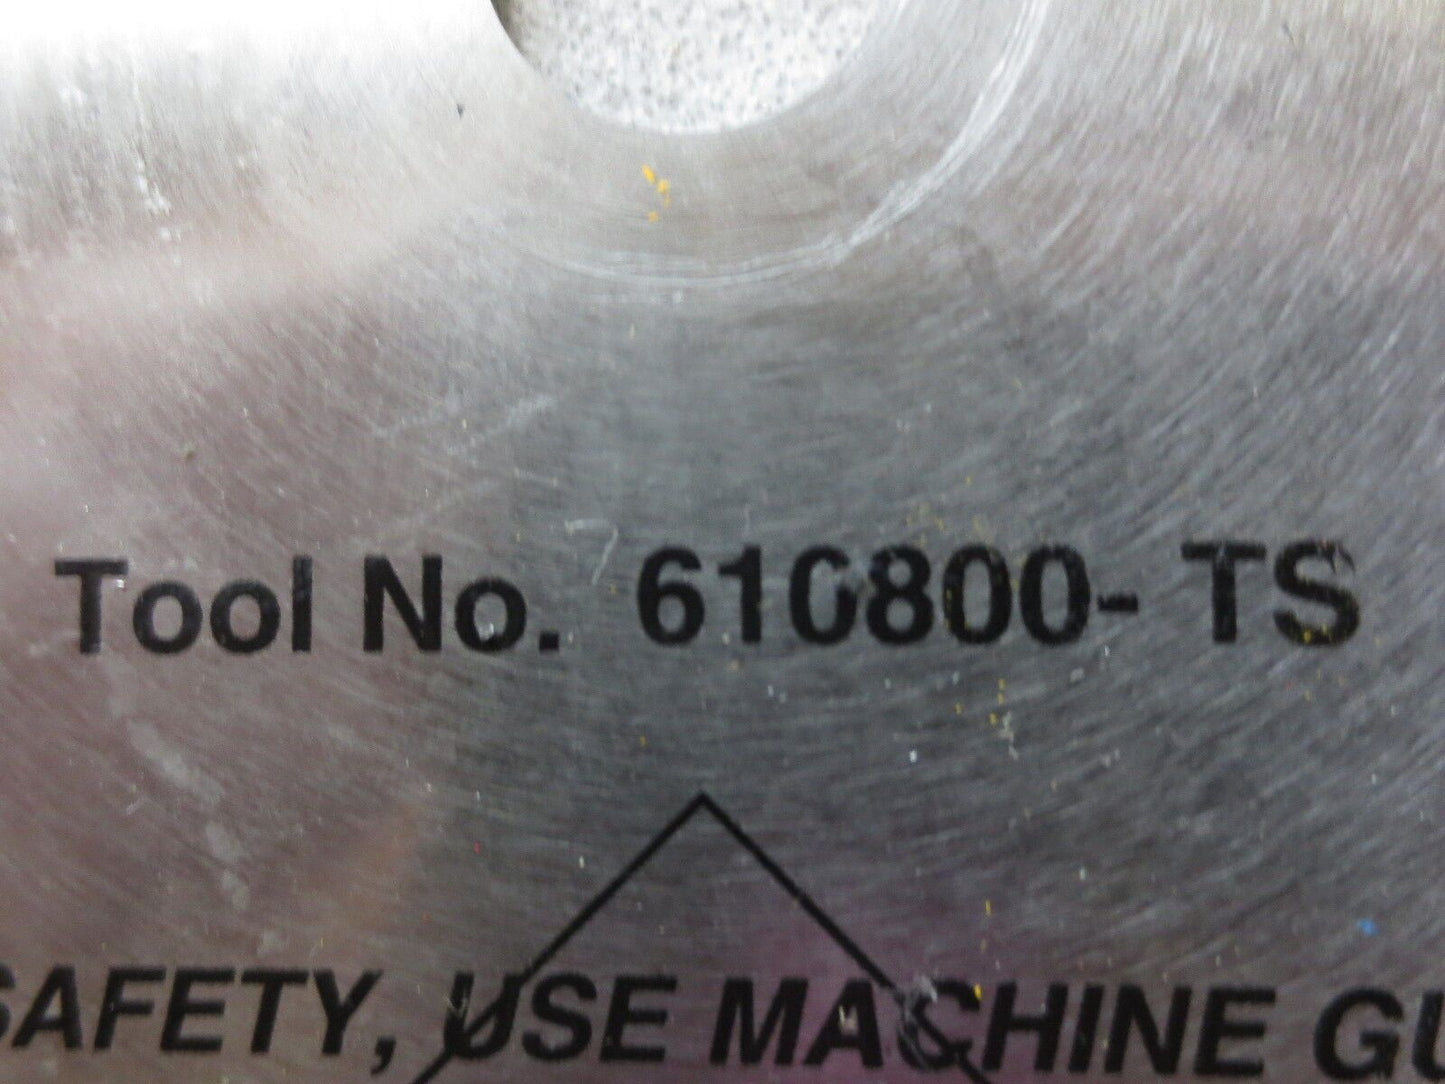 Tool No. 610800-TS
SAFETY, USE MACHINE GU